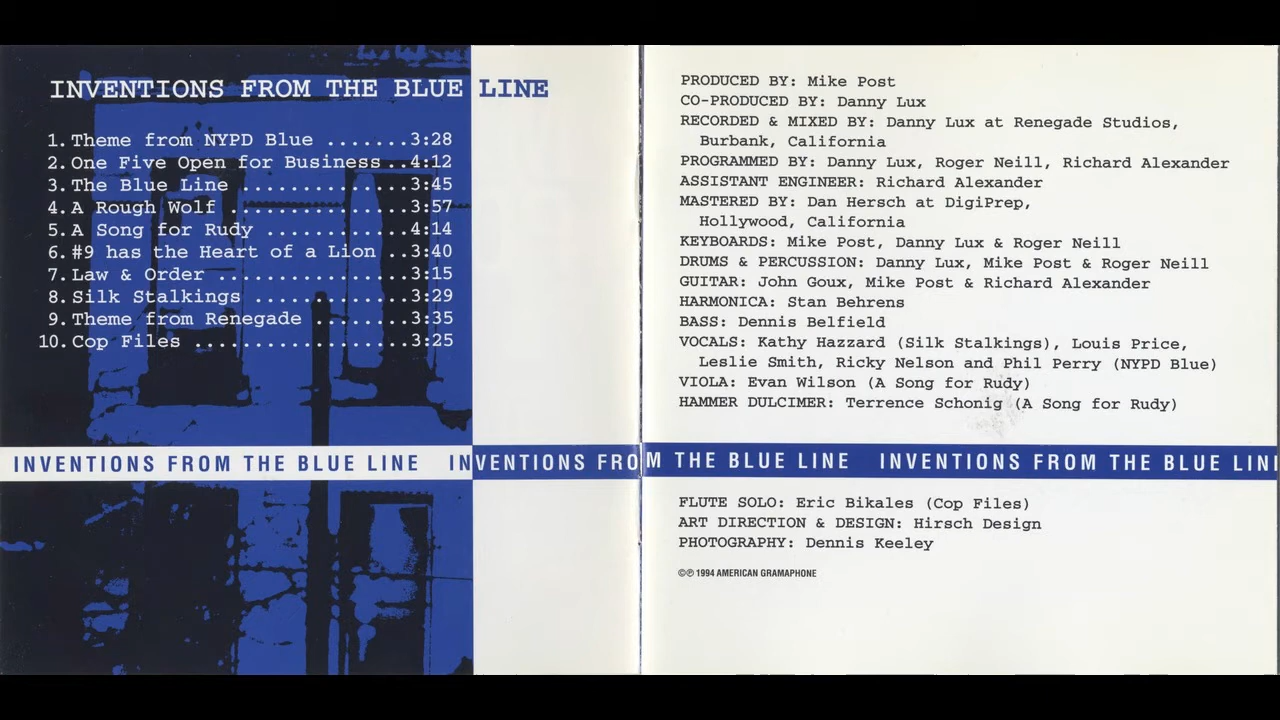 INVENTIONS FROM THE BLUE LINE
1. Theme from NYPD Blue .......3:28
2. One Five Open for Business..4:12
3. The Blue Line ..............3:45
4. A Rough Wolf ...............3:57
5. A Song for Rudy ............4:14
6. #9 has the Heart of a Lion ..3:40
7. Law & Order ................3:15
8. Silk Stalkings .............3:29
9. Theme from Renegade ........3:35
10. Cop Files ..................3:25
INVENTIONS FROM THE BLUE LINE INVENTIONS FROM THE BLUE LINE INVENTIONS FROM THE BLUE LINE
PRODUCED BY: Mike Post
CO-PRODUCED BY: Danny Lux
RECORDED & MIXED BY: Danny Lux at Renegade Studios,
Burbank, California
PROGRAMMED BY: Danny Lux, Roger Neill, Richard Alexander
ASSISTANT ENGINEER: Richard Alexander
MASTERED BY: Dan Hersch at DigiPrep,
Hollywood, California
KEYBOARDS: Mike Post, Danny Lux & Roger Neill
DRUMS & PERCUSSION: Danny Lux, Mike Post & Roger Neill
GUITAR: John Goux, Mike Post & Richard Alexander
HARMONICA: Stan Behrens
BASS: Dennis Belfield
VOCALS: Kathy Hazzard (Silk Stalkings), Louis Price,
Leslie Smith, Ricky Nelson and Phil Perry (NYPD Blue)
VIOLA: Evan Wilson (A Song for Rudy)
HAMMER DULCIMER: Terrence Schonig (A Song for Rudy)
FLUTE SOLO: Eric Bikales (Cop Files)
ART DIRECTION & DESIGN: Hirsch Design
PHOTOGRAPHY: Dennis Keeley
©℗ 1994 AMERICAN GRAMAPHONE